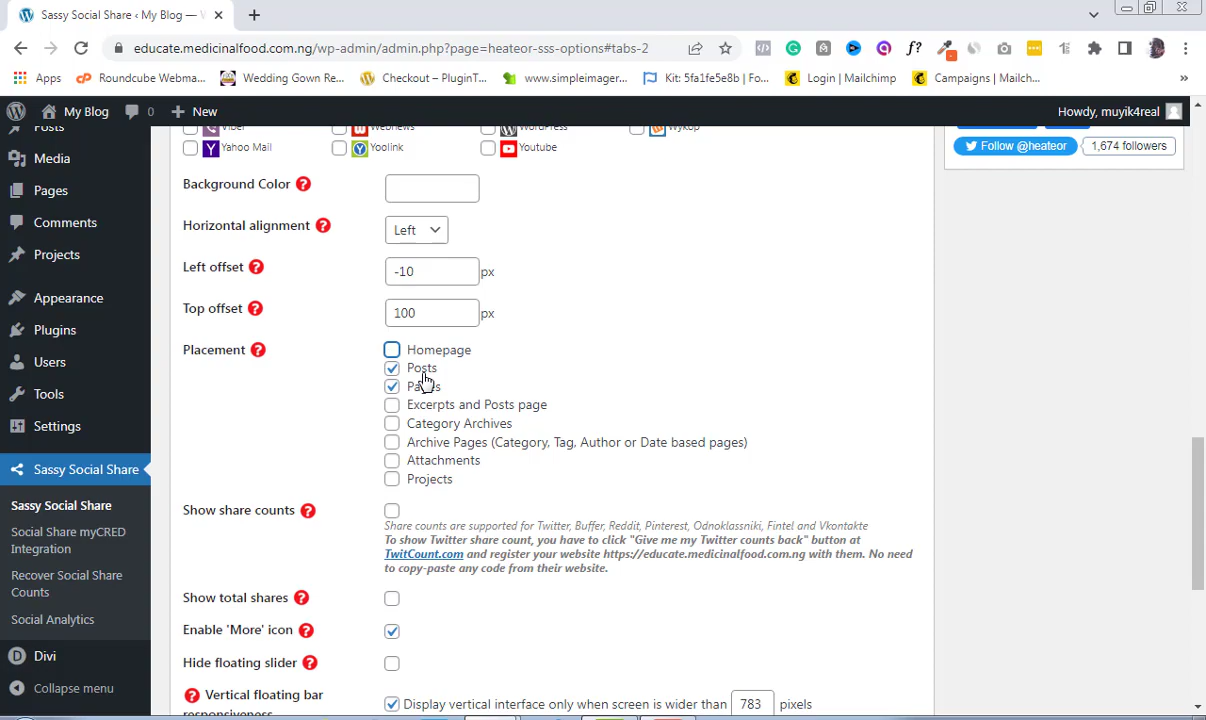 Sassy Social Share ‹ My Blog — W
educate.medicinalfood.com.ng/wp-admin/admin.php?page=heateor-sss-options#tabs-2
f?
Apps
Roundcube Webma...
Wedding Gown Re...
Checkout – PluginT...
www.simpleimager...
Kit: 5fa1fe5e8b | Fo...
Login | Mailchimp
Campaigns | Mailch...
»
My Blog
0
New
Howdy, muyik4real
Posts
Media
Pages
Comments
Projects
Appearance
Plugins
Users
Tools
Settings
Sassy Social Share
Sassy Social Share
Social Share myCRED
Integration
Recover Social Share
Counts
Social Analytics
Divi
Collapse menu
Viber
Webnews
WordPress
Wykop
Yahoo Mail
Yoolink
Youtube
Follow @heateor
1,674 followers
Background Color ?
Horizontal alignment ?
Left
Left offset ?
-10 px
Top offset ?
100 px
Placement ?
Homepage
Posts
Pages
Excerpts and Posts page
Category Archives
Archive Pages (Category, Tag, Author or Date based pages)
Attachments
Projects
Show share counts ?
Share counts are supported for Twitter, Buffer, Reddit, Pinterest, Odnoklassniki, Fintel and Vkontakte
To show Twitter share count, you have to click "Give me my Twitter counts back" button at
TwitCount.com and register your website https://educate.medicinalfood.com.ng with them. No need
to copy-paste any code from their website.
Show total shares ?
Enable 'More' icon ?
Hide floating slider ?
? Vertical floating bar
responsiveness
Display vertical interface only when screen is wider than 783 pixels